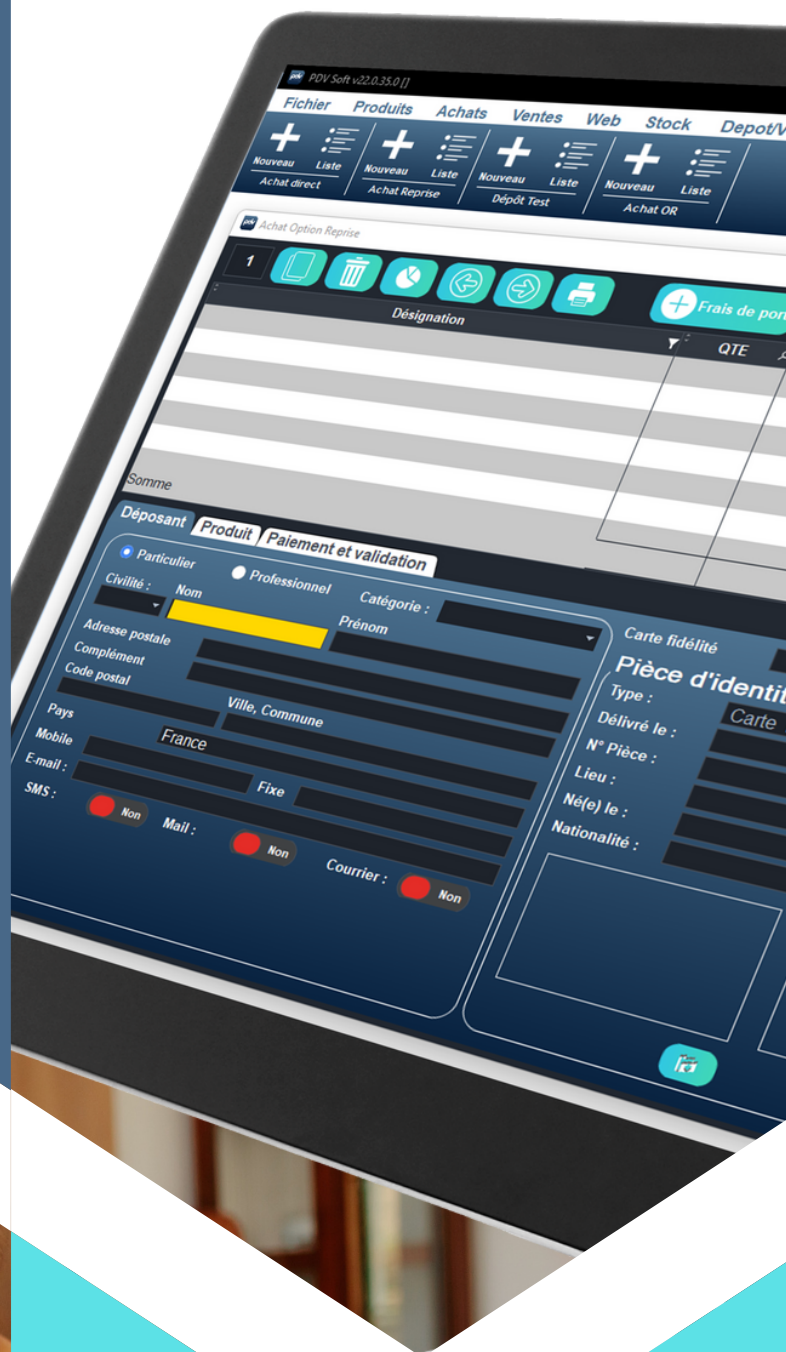 pdv PDV Soft v22.0.35.0 []
Fichier Produits Achats Ventes Web Stock Depot/V
Nouveau Liste Nouveau Liste Nouveau Liste Nouveau Liste
Achat direct Achat Reprise Dépôt Test Achat OR
pdv Achat Option Reprise
1 Frais de port
Désignation QTE
Somme
Déposant Produit Paiement et validation
Particulier Professionnel Catégorie :
Civilité : Nom Prénom
Adresse postale
Complément
Code postal Ville, Commune
Pays France
Mobile Fixe
E-mail :
SMS : Non Mail : Non Courrier : Non
Carte fidélité
Pièce d'identit
Type : Carte
Délivré le :
N° Pièce :
Lieu :
Né(e) le :
Nationalité :